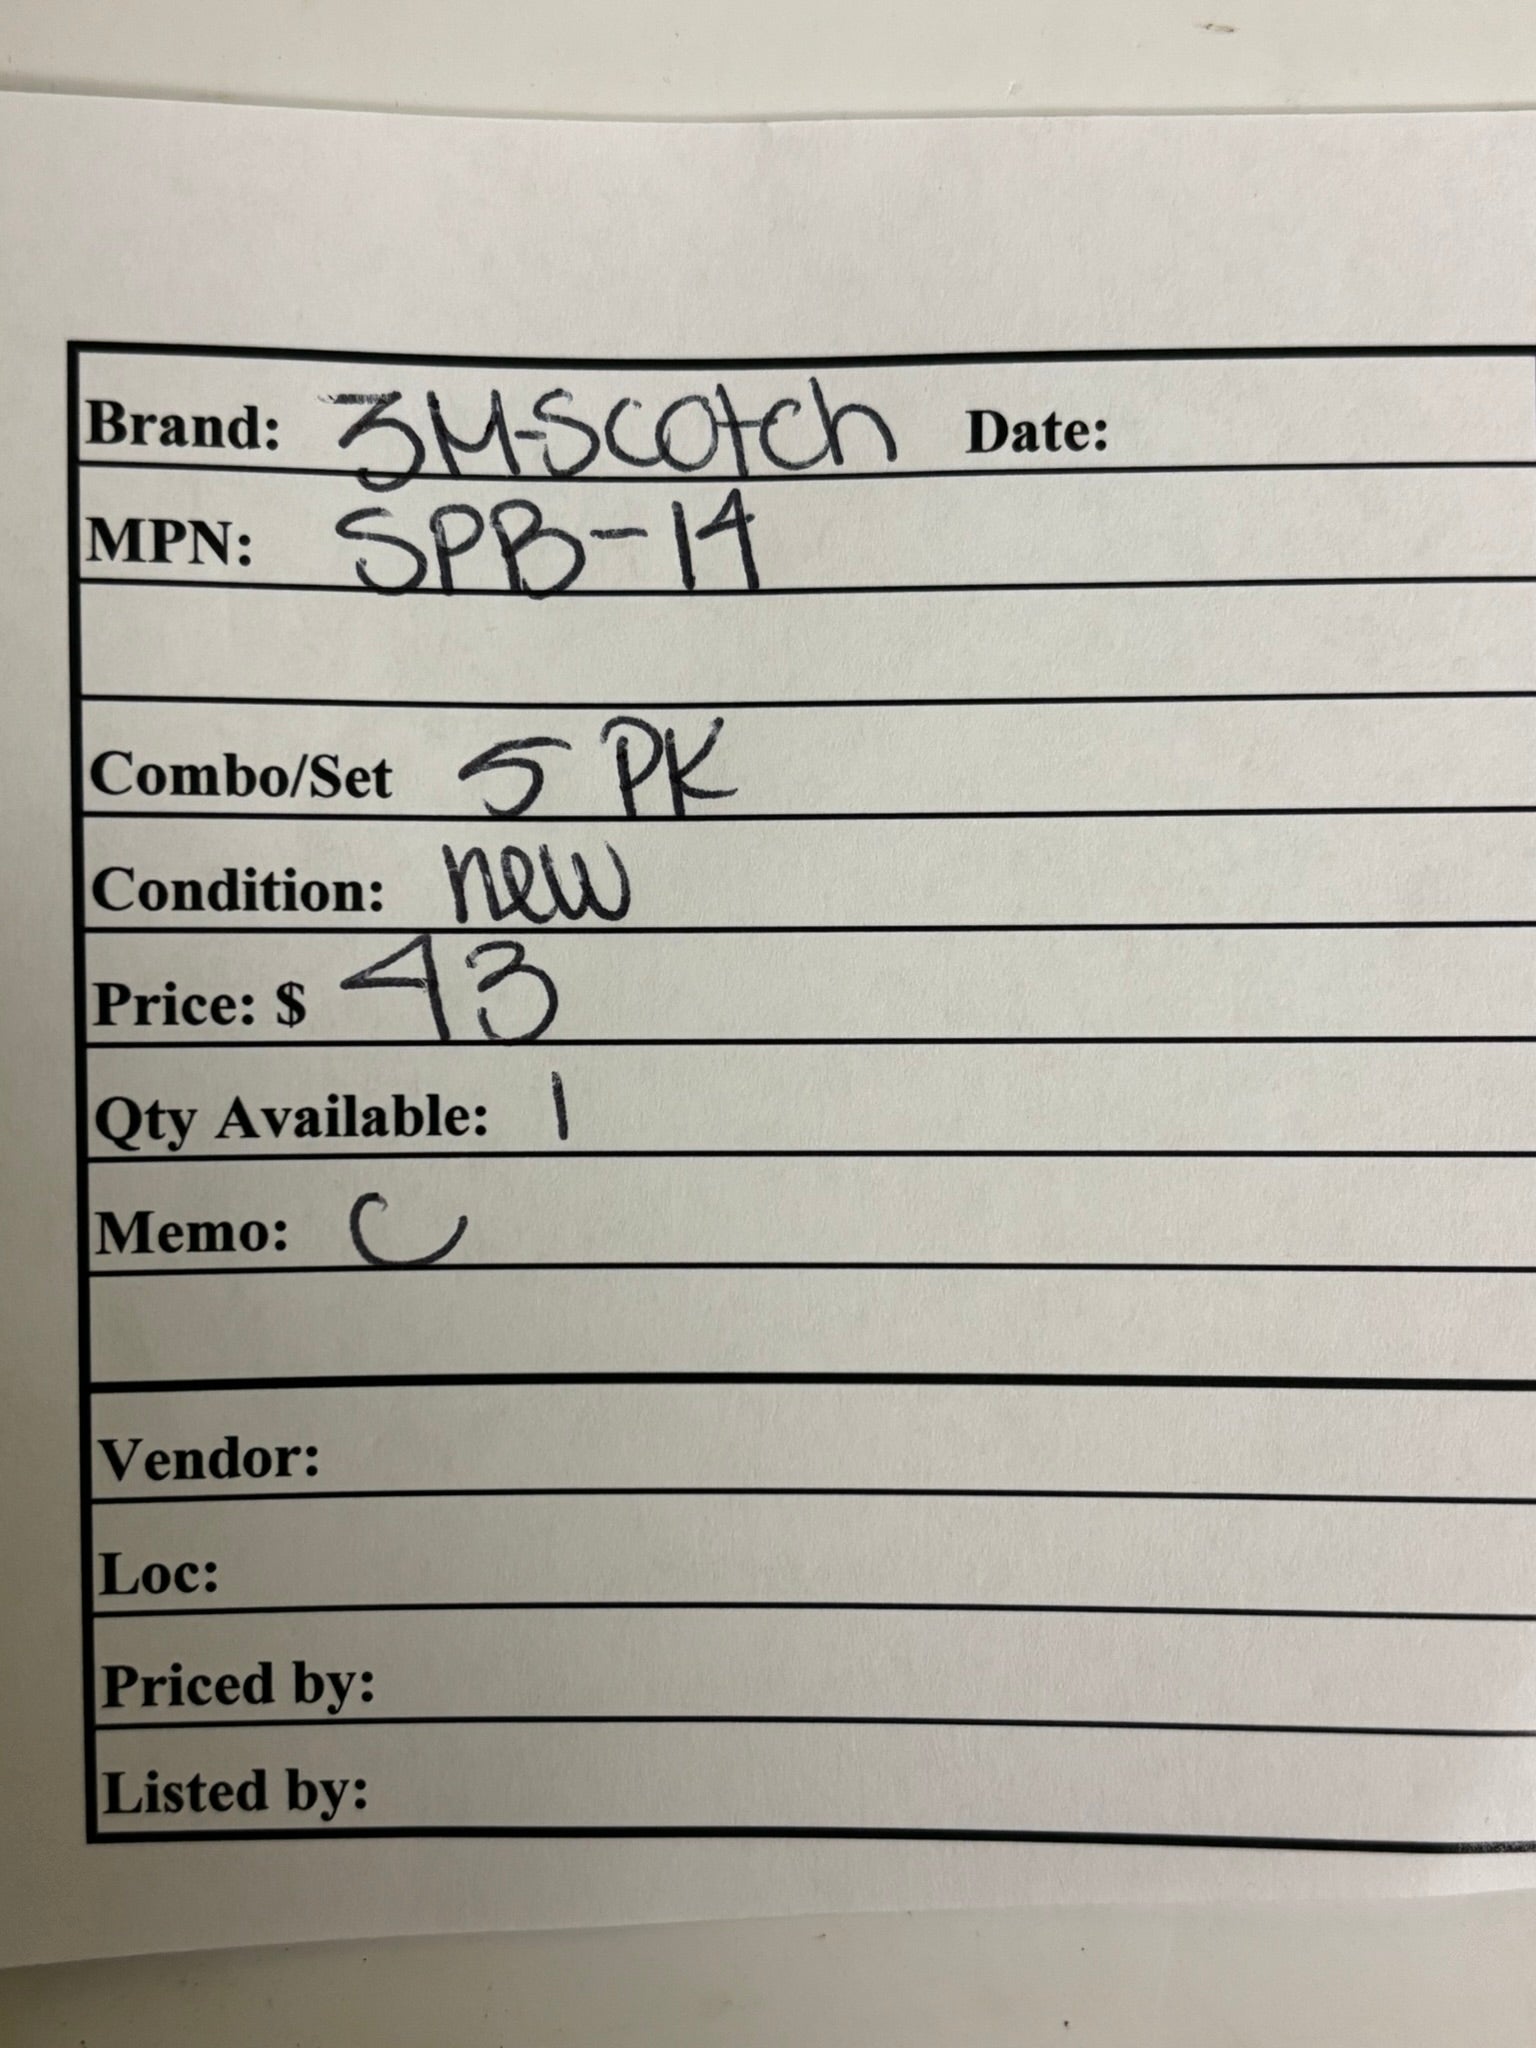 Brand: 3M-Scotch Date:
MPN: SPB-14
Combo/Set 5 PK
Condition: new
Price: $ 43
Qty Available: 1
Memo: C
Vendor:
Loc:
Priced by:
Listed by: